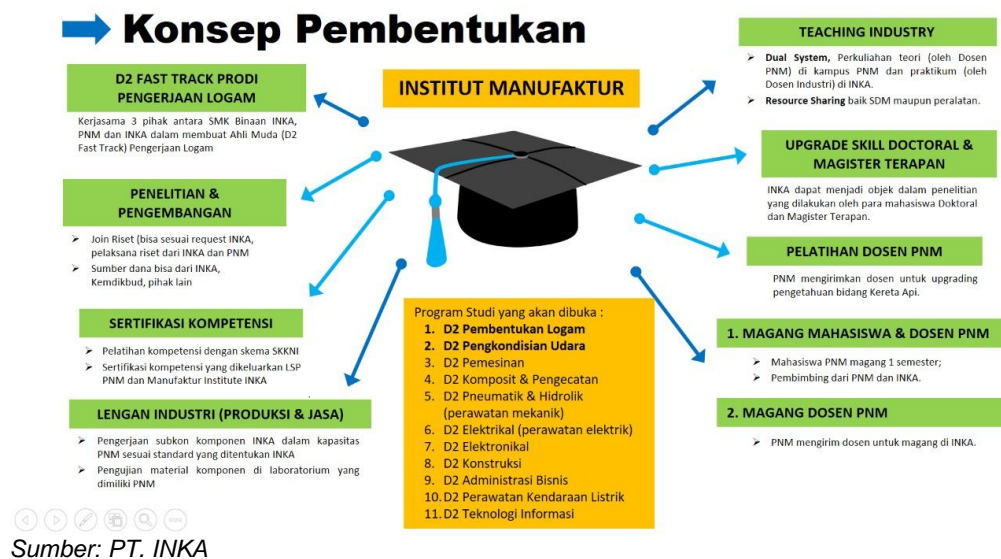 Konsep Pembentukan
D2 FAST TRACK PRODI
PENGERJAAN LOGAM
Kerjasama 3 pihak antara SMK Binaan INKA,
PNM dan INKA dalam membuat Ahli Muda (D2
Fast Track) Pengerjaan Logam
PENELITIAN &
PENGEMBANGAN
Join Riset (bisa sesuai request INKA,
pelaksana riset dari INKA dan PNM
Sumber dana bisa dari INKA,
Kemdikbud, pihak lain
SERTIFIKASI KOMPETENSI
Pelatihan kompetensi dengan skema SKKNI
Sertifikasi kompetensi yang dikeluarkan LSP
PNM dan Manufaktur Institute INKA
LENGAN INDUSTRI (PRODUKSI & JASA)
Pengerjaan subkon komponen INKA dalam kapasitas
PNM sesuai standard yang ditentukan INKA
Pengujian material komponen di laboratorium yang
dimiliki PNM
INSTITUT MANUFAKTUR
Program Studi yang akan dibuka :
1. D2 Pembentukan Logam
2. D2 Pengkondisian Udara
3. D2 Pemesinan
4. D2 Komposit & Pengecatan
5. D2 Pneumatik & Hidrolik
(perawatan mekanik)
6. D2 Elektrikal (perawatan elektrik)
7. D2 Elektronikal
8. D2 Konstruksi
9. D2 Administrasi Bisnis
10. D2 Perawatan Kendaraan Listrik
11. D2 Teknologi Informasi
TEACHING INDUSTRY
Dual System, Perkuliahan teori (oleh Dosen
PNM) di kampus PNM dan praktikum (oleh
Dosen Industri) di INKA.
Resource Sharing baik SDM maupun peralatan.
UPGRADE SKILL DOCTORAL &
MAGISTER TERAPAN
INKA dapat menjadi objek dalam penelitian
yang dilakukan oleh para mahasiswa Doktoral
dan Magister Terapan.
PELATIHAN DOSEN PNM
PNM mengirimkan dosen untuk upgrading
pengetahuan bidang Kereta Api.
1. MAGANG MAHASISWA & DOSEN PNM
Mahasiswa PNM magang 1 semester;
Pembimbing dari PNM dan INKA.
2. MAGANG DOSEN PNM
PNM mengirim dosen untuk magang di INKA.
Sumber: PT. INKA